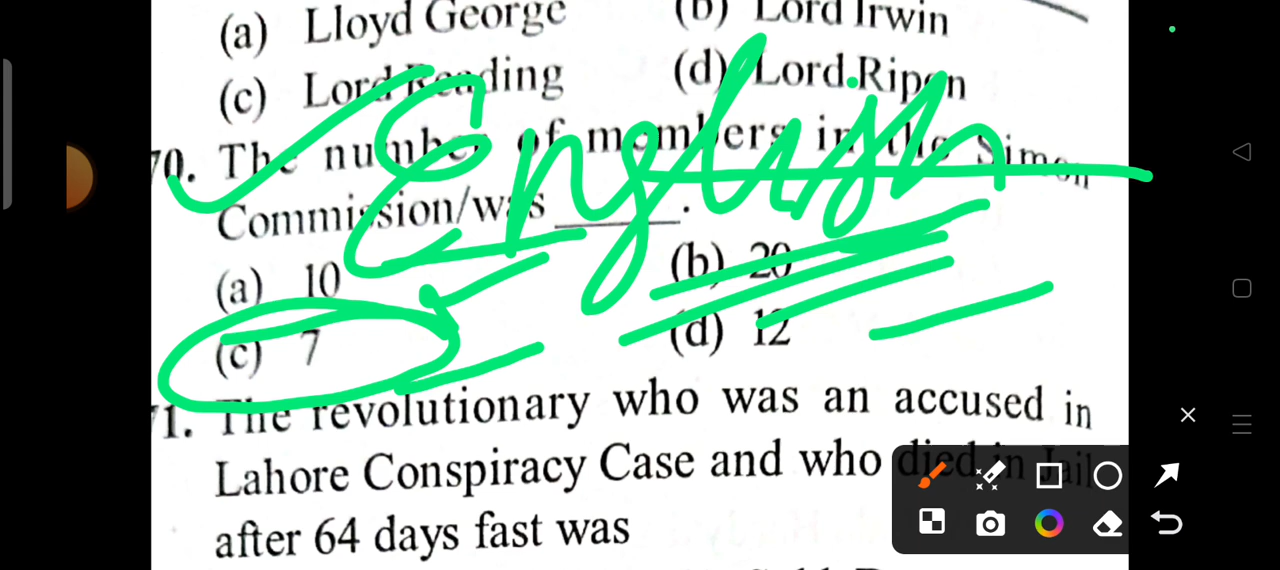 (a) Lloyd George (b) Lord Irwin
(c) Lord Reading (d) Lord Ripon
70. The number of members in the Simon
Commission/was ______.
English
(a) 10 (b) 20
(c) 7 (d) 12
71. The revolutionary who was an accused in
Lahore Conspiracy Case and who died in Jail
after 64 days fast was